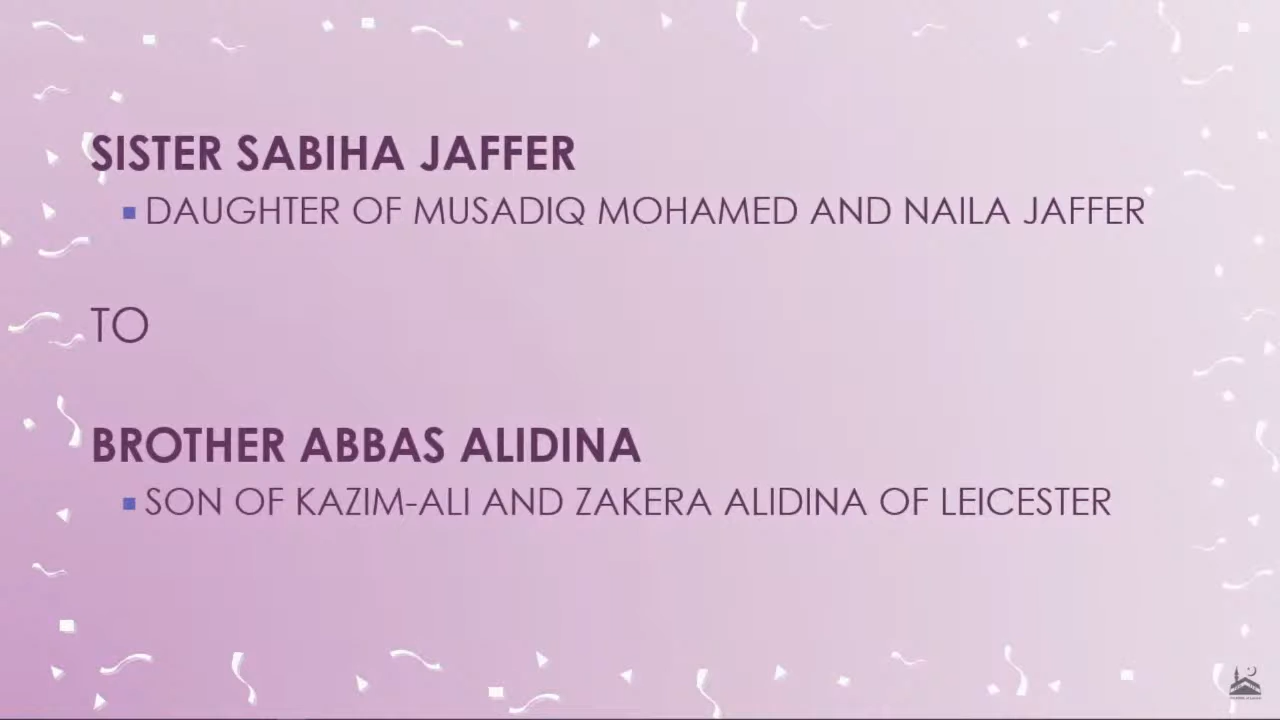 SISTER SABIHA JAFFER
▪ DAUGHTER OF MUSADIQ MOHAMED AND NAILA JAFFER
TO
BROTHER ABBAS ALIDINA
▪ SON OF KAZIM-ALI AND ZAKERA ALIDINA OF LEICESTER